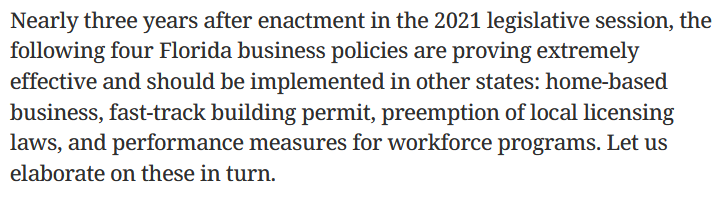 Nearly three years after enactment in the 2021 legislative session, the
following four Florida business policies are proving extremely
effective and should be implemented in other states: home-based
business, fast-track building permit, preemption of local licensing
laws, and performance measures for workforce programs. Let us
elaborate on these in turn.